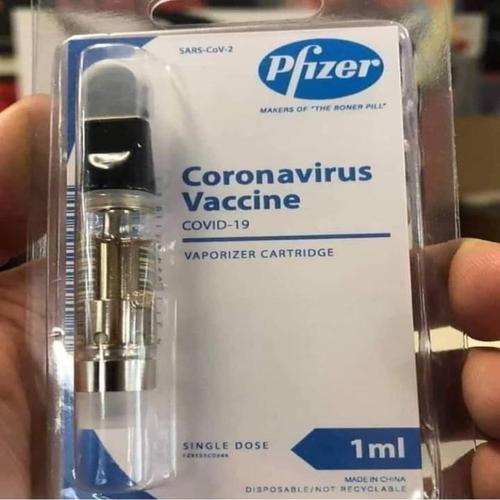 SARS-CoV-2
Pfizer
MAKERS OF "THE BONER PILL"
Coronavirus
Vaccine
COVID-19
VAPORIZER CARTRIDGE
SINGLE DOSE
1ml
MADE IN CHINA
DISPOSABLE/NOT RECYCLABLE